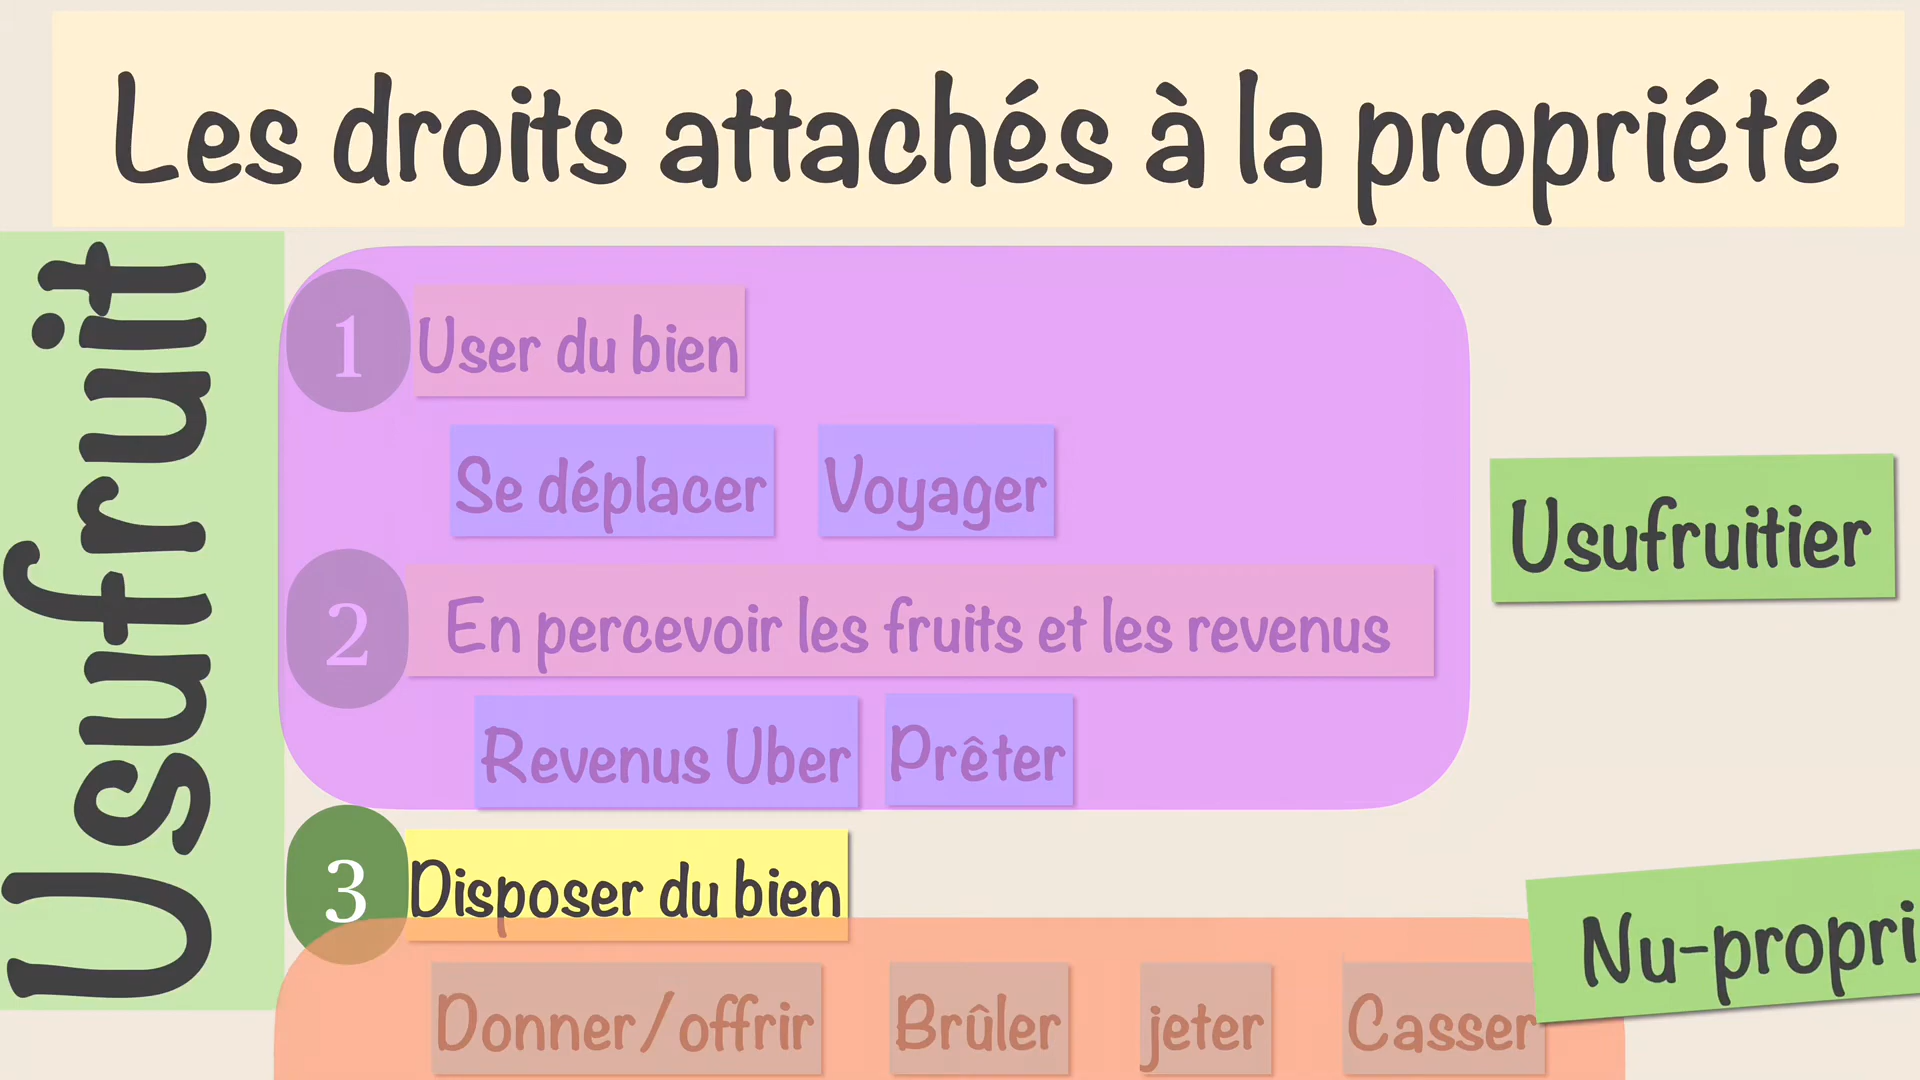 Les droits attachés à la propriété
Usufruit
1 User du bien
Se déplacer Voyager
Usufruitier
2 En percevoir les fruits et les revenus
Revenus Uber Prêter
3 Disposer du bien
Nu-propri
Donner/offrir Brûler jeter Casser